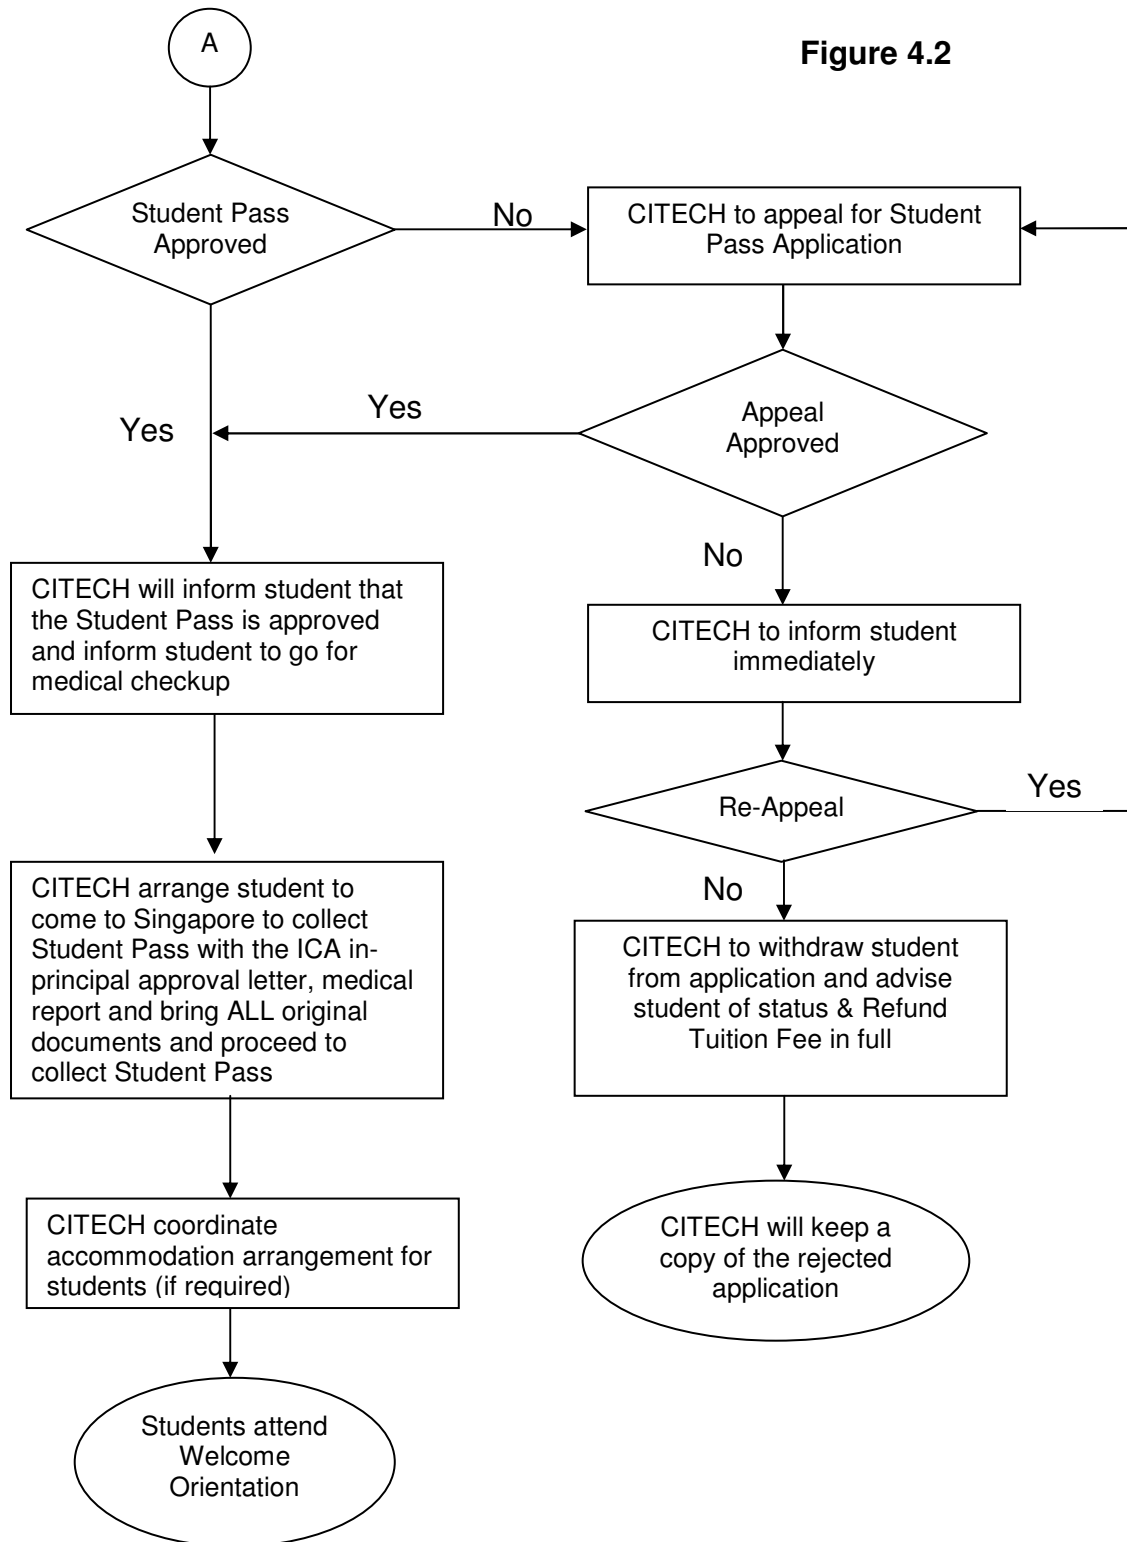 A
Figure 4.2
Student Pass
Approved
No
CITECH to appeal for Student
Pass Application
Yes
Yes
Appeal
Approved
No
CITECH will inform student that
the Student Pass is approved
and inform student to go for
medical checkup
CITECH to inform student
immediately
Re-Appeal
Yes
No
CITECH arrange student to
come to Singapore to collect
Student Pass with the ICA in-
principal approval letter, medical
report and bring ALL original
documents and proceed to
collect Student Pass
CITECH to withdraw student
from application and advise
student of status & Refund
Tuition Fee in full
CITECH coordinate
accommodation arrangement for
students (if required)
CITECH will keep a
copy of the rejected
application
Students attend
Welcome
Orientation